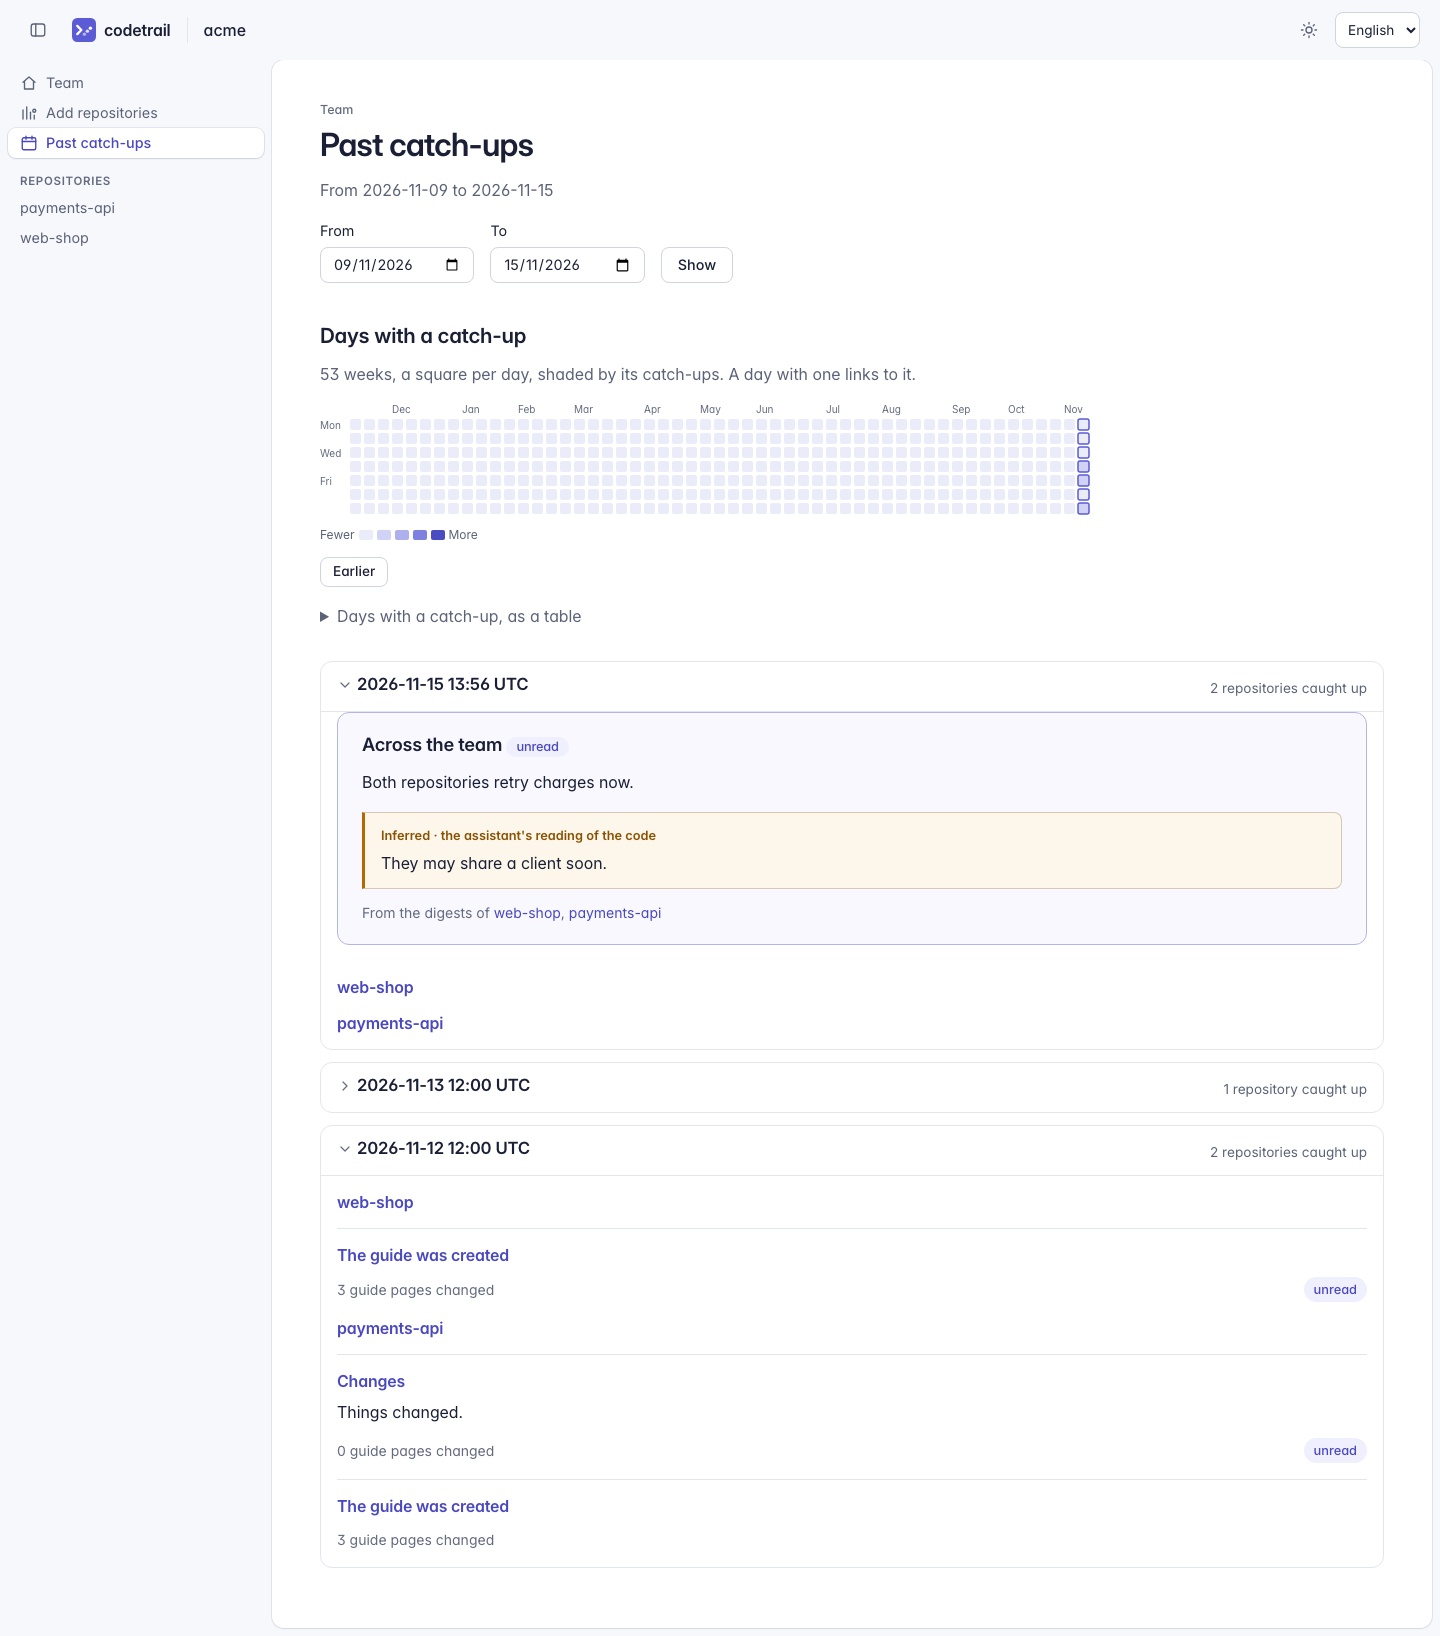 codetrail
acme
English
Team
Add repositories
Past catch-ups
REPOSITORIES
payments-api
web-shop
Team
Past catch-ups
From 2026-11-09 to 2026-11-15
From
To
09/11/2026
15/11/2026
Show
Days with a catch-up
53 weeks, a square per day, shaded by its catch-ups. A day with one links to it.
Dec Jan Feb Mar Apr May Jun Jul Aug Sep Oct Nov
Mon
Wed
Fri
Fewer More
Earlier
Days with a catch-up, as a table
2026-11-15 13:56 UTC
2 repositories caught up
Across the team unread
Both repositories retry charges now.
Inferred · the assistant's reading of the code
They may share a client soon.
From the digests of web-shop, payments-api
web-shop
payments-api
2026-11-13 12:00 UTC
1 repository caught up
2026-11-12 12:00 UTC
2 repositories caught up
web-shop
The guide was created
3 guide pages changed
unread
payments-api
Changes
Things changed.
0 guide pages changed
unread
The guide was created
3 guide pages changed